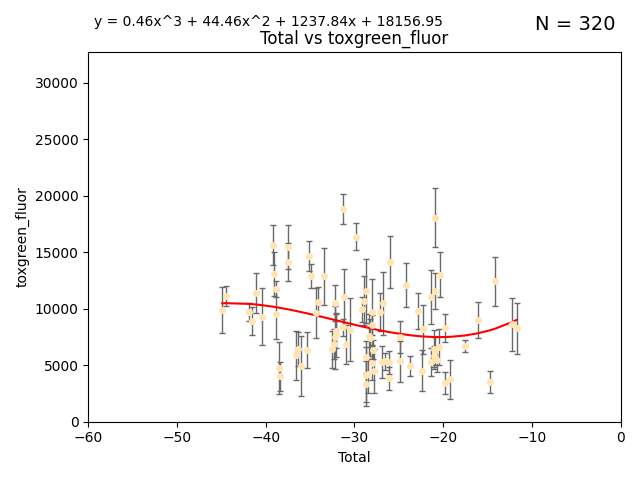 y = 0.46x^3 + 44.46x^2 + 1237.84x + 18156.95
N = 320
Total vs toxgreen_fluor
30000
25000
20000
15000
10000
5000
0
toxgreen_fluor
−60
−50
−40
−30
−20
−10
0
Total